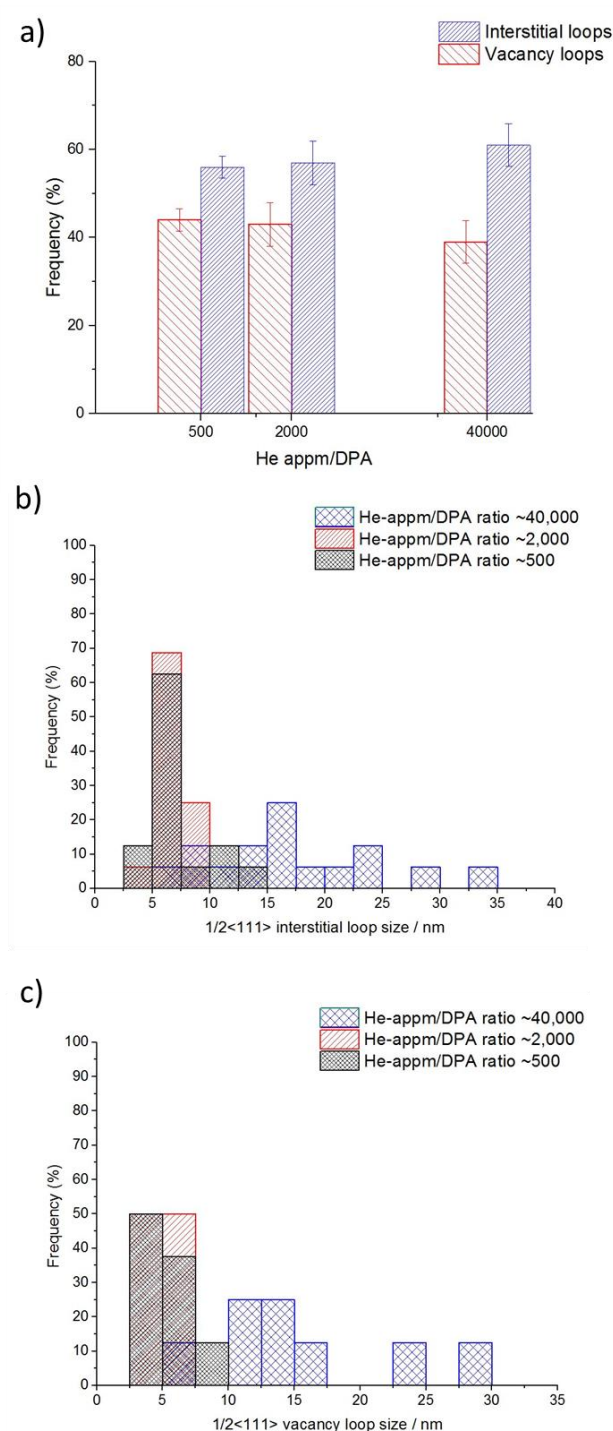 a)
Interstitial loops
Vacancy loops
80
60
40
20
0
Frequency (%)
500
2000
40000
He appm/DPA
b)
He-appm/DPA ratio ~40,000
He-appm/DPA ratio ~2,000
He-appm/DPA ratio ~500
100
90
80
70
60
50
40
30
20
10
0
Frequency (%)
0 5 10 15 20 25 30 35 40
1/2<111> interstitial loop size / nm
c)
He-appm/DPA ratio ~40,000
He-appm/DPA ratio ~2,000
He-appm/DPA ratio ~500
100
90
80
70
60
50
40
30
20
10
0
Frequency (%)
0 5 10 15 20 25 30 35
1/2<111> vacancy loop size / nm